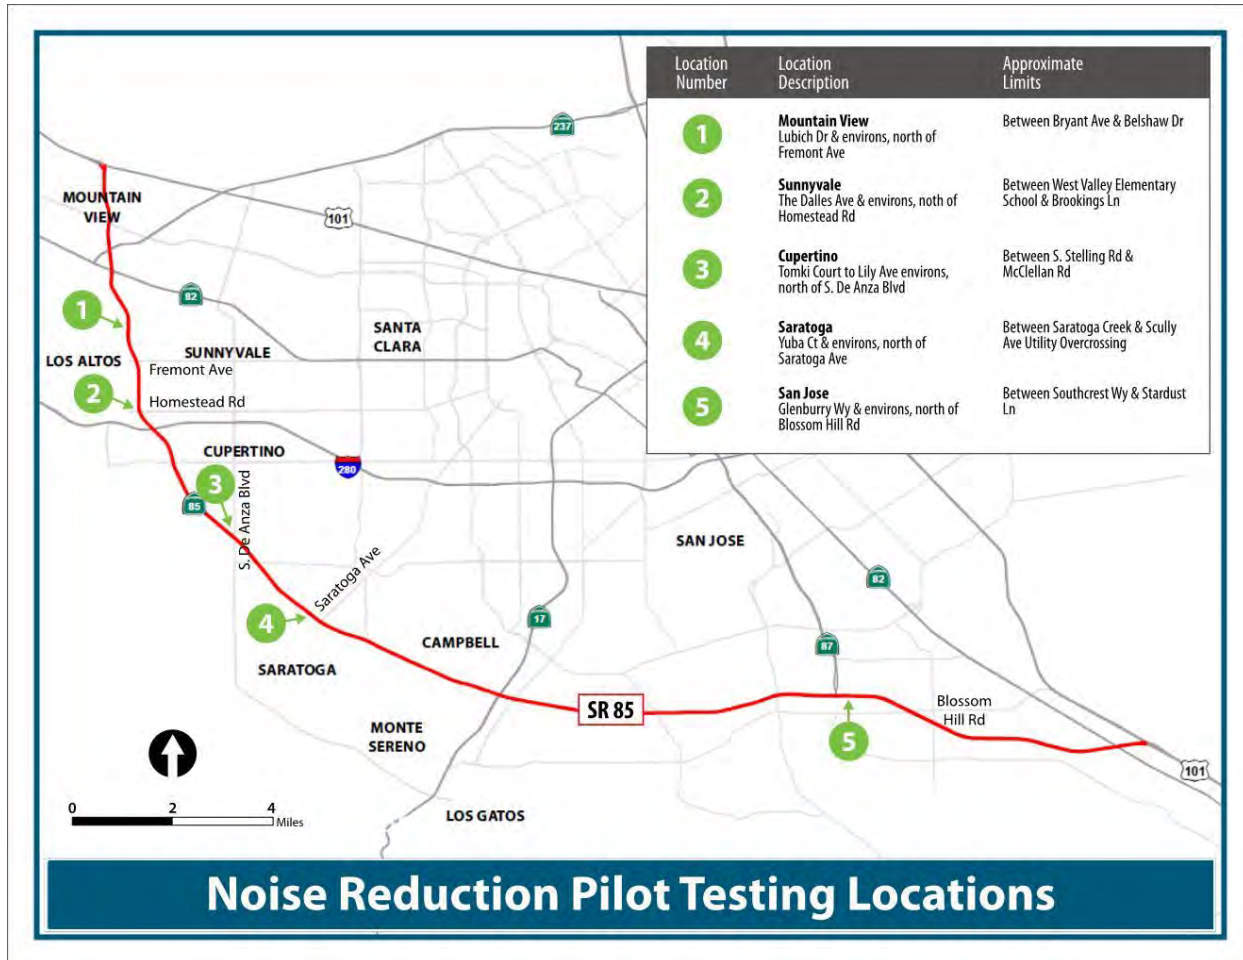 Location Number
Location Description
Approximate Limits
1
Mountain View
Lubich Dr & environs, north of
Fremont Ave
Between Bryant Ave & Belshaw Dr
2
Sunnyvale
The Dalles Ave & environs, noth of
Homestead Rd
Between West Valley Elementary
School & Brookings Ln
3
Cupertino
Tomki Court to Lily Ave environs,
north of S. De Anza Blvd
Between S. Stelling Rd &
McClellan Rd
4
Saratoga
Yuba Ct & environs, north of
Saratoga Ave
Between Saratoga Creek & Scully
Ave Utility Overcrossing
5
San Jose
Glenburry Wy & environs, north of
Blossom Hill Rd
Between Southcrest Wy & Stardust
Ln
237
MOUNTAIN
VIEW
101
82
1
SANTA
CLARA
LOS ALTOS
SUNNYVALE
Fremont Ave
2
Homestead Rd
CUPERTINO
280
3
85
S. De Anza Blvd
SAN JOSE
82
Saratoga Ave
4
17
CAMPBELL
87
SARATOGA
SR 85
Blossom
Hill Rd
MONTE
SERENO
5
101
0 2 4
Miles
LOS GATOS
Noise Reduction Pilot Testing Locations